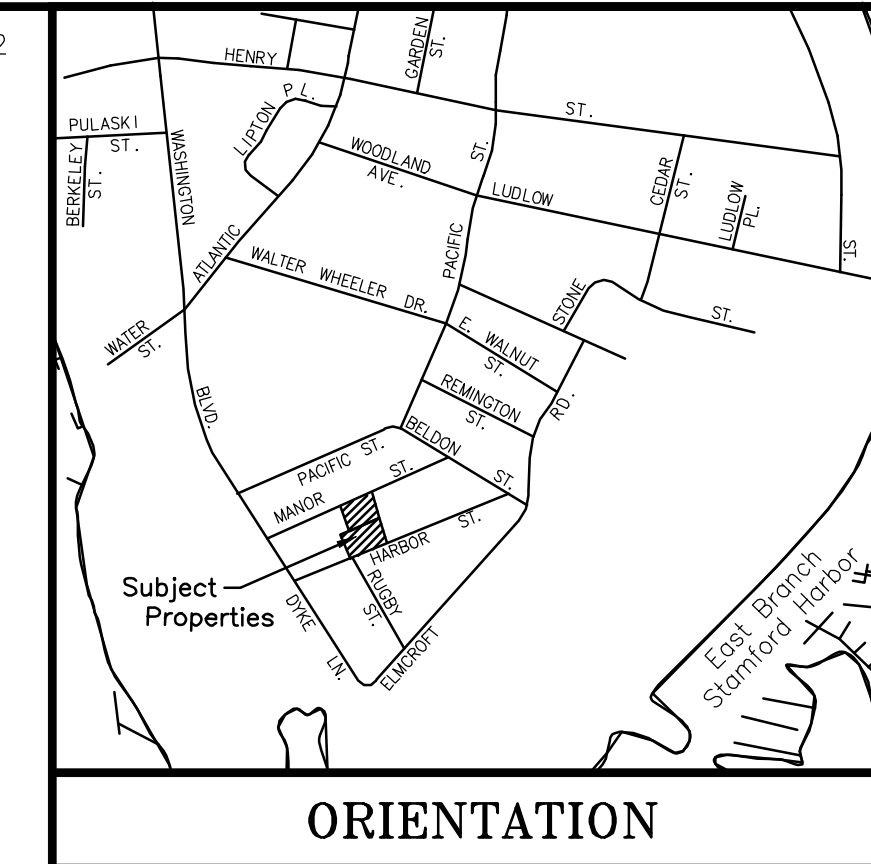 2
HENRY
GARDEN
ST.
ST.
PL.
LIPTON
PULASKI
ST.
BERKELEY
ST.
WASHINGTON
WOODLAND
AVE.
ST.
LUDLOW
CEDAR
ST.
LUDLOW
PL.
ST.
ATLANTIC
PACIFIC
WALTER WHEELER DR.
STONE
ST.
WATER
ST.
E. WALNUT
ST.
REMINGTON
ST.
RD.
BLVD.
BELDON
ST.
PACIFIC ST.
MANOR
ST.
HARBOR
ST.
Subject
Properties
RUGBY
ST.
DYKE
LN.
ELMCROFT
East Branch
Stamford Harbor
ORIENTATION